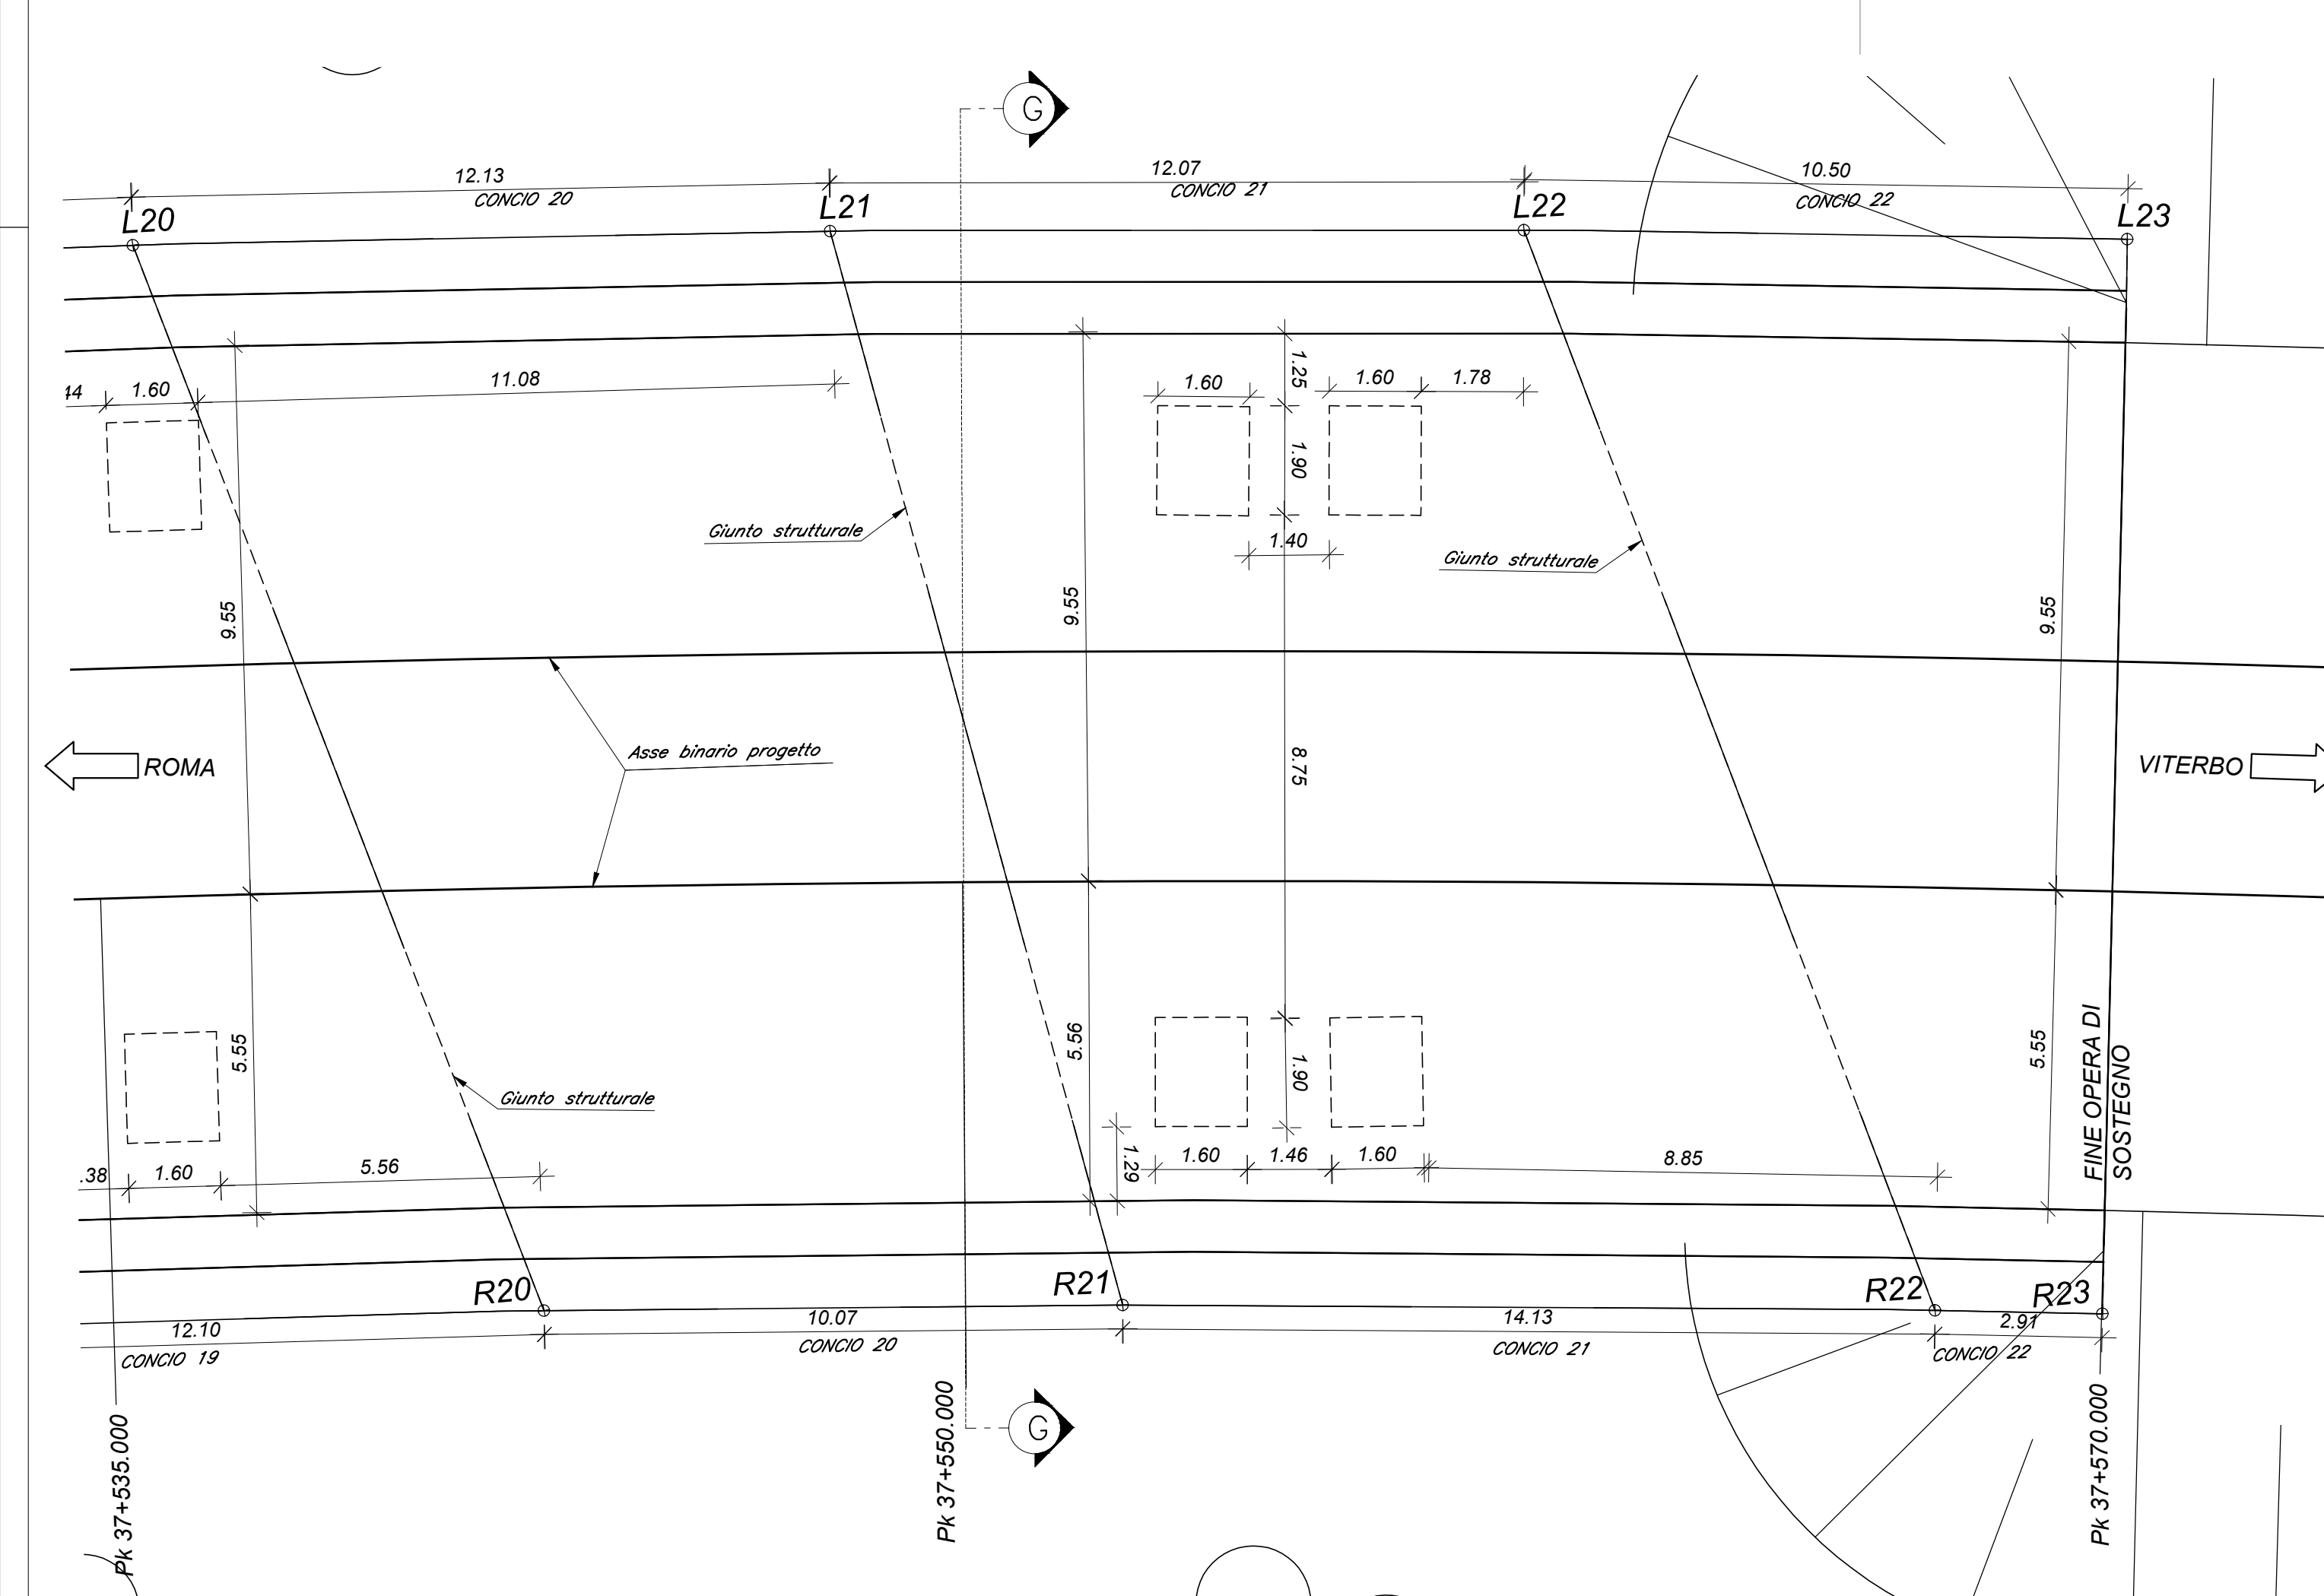 G
12.13
CONCIO 20
12.07
CONCIO 21
10.50
CONCIO 22
L20
L21
L22
L23
1.60
11.08
1.60
1.25
1.60
1.78
1.90
1.40
Giunto strutturale
Giunto strutturale
9.55
9.55
9.55
Asse binario progetto
ROMA
8.75
VITERBO
5.55
5.56
1.90
5.55
FINE OPERA DI
SOSTEGNO
Giunto strutturale
.38
1.60
5.56
1.29
1.60
1.46
1.60
8.85
R20
R21
R22
R23
12.10
CONCIO 19
10.07
CONCIO 20
14.13
CONCIO 21
2.91
CONCIO 22
G
Pk 37+535.000
Pk 37+550.000
Pk 37+570.000